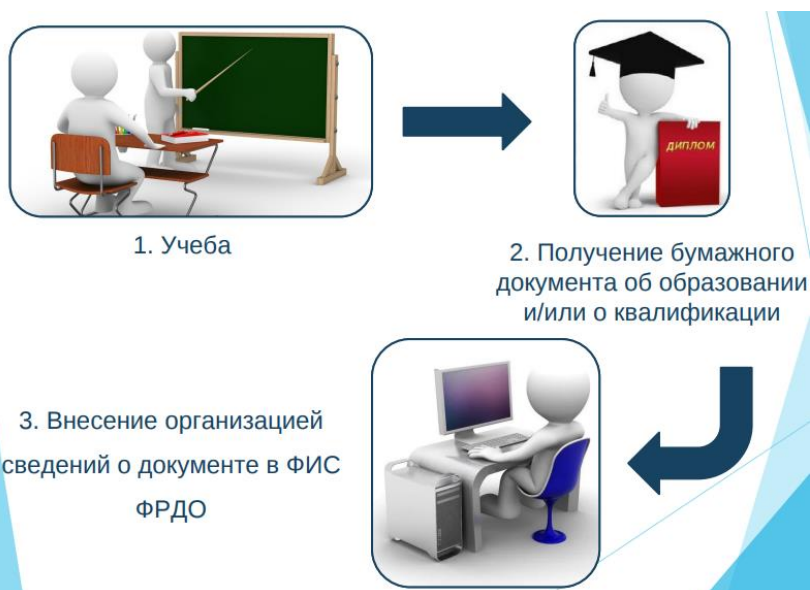 ДИПЛОМ
1. Учеба
2. Получение бумажного
документа об образовании
и/или о квалификации
3. Внесение организацией
сведений о документе в ФИС
ФРДО